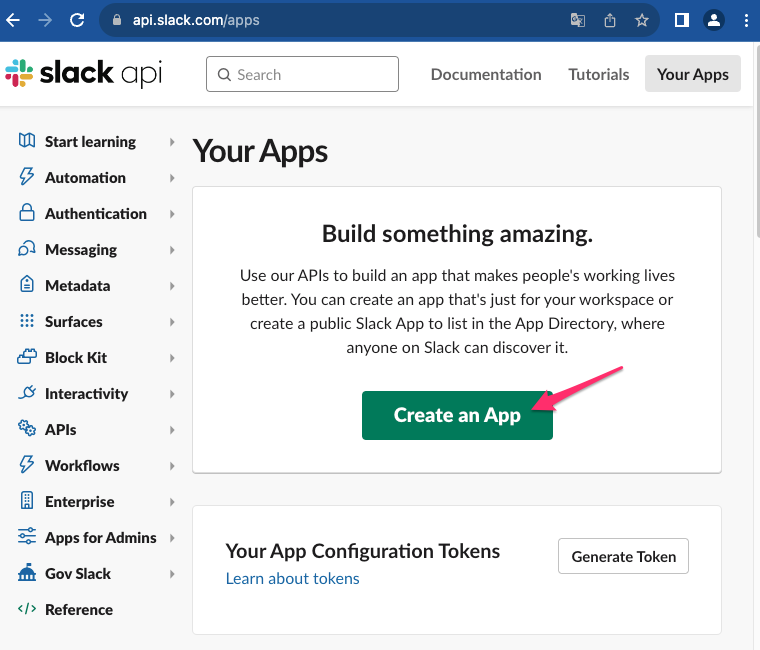 api.slack.com/apps
slack api
Search
Documentation
Tutorials
Your Apps
Start learning
Automation
Authentication
Messaging
Metadata
Surfaces
Block Kit
Interactivity
APIs
Workflows
Enterprise
Apps for Admins
Gov Slack
Reference
Your Apps
Build something amazing.
Use our APIs to build an app that makes people's working lives
better. You can create an app that's just for your workspace or
create a public Slack App to list in the App Directory, where
anyone on Slack can discover it.
Create an App
Your App Configuration Tokens
Learn about tokens
Generate Token